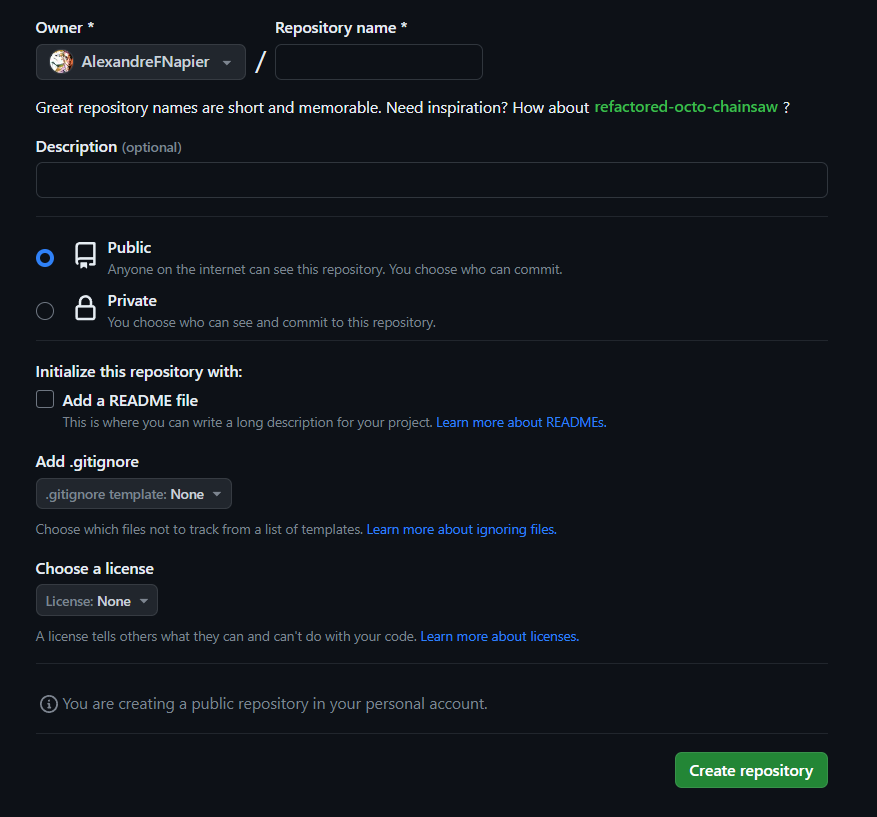 Owner * Repository name *
AlexandreFNapier /
Great repository names are short and memorable. Need inspiration? How about refactored-octo-chainsaw ?
Description (optional)
Public
Anyone on the internet can see this repository. You choose who can commit.
Private
You choose who can see and commit to this repository.
Initialize this repository with:
Add a README file
This is where you can write a long description for your project. Learn more about READMEs.
Add .gitignore
.gitignore template: None
Choose which files not to track from a list of templates. Learn more about ignoring files.
Choose a license
License: None
A license tells others what they can and can't do with your code. Learn more about licenses.
You are creating a public repository in your personal account.
Create repository